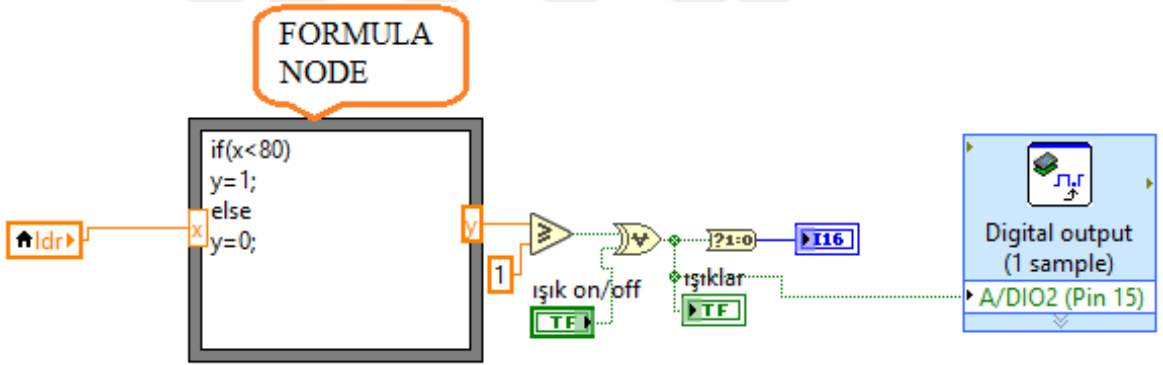 FORMULA
NODE
if(x<80)
y=1;
else
y=0;
ldr
x
y
1
≥
ışık on/off
TF
?1:0
I16
ışıklar
TF
Digital output
(1 sample)
A/DIO2 (Pin 15)